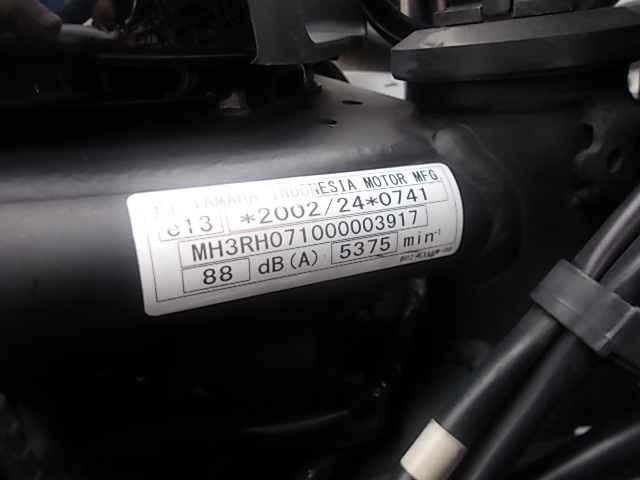 PT. YAMAHA INDONESIA MOTOR MFG.
e13 *2002/24*0741
MH3RH071000003917
88 dB(A) 5375 min-1